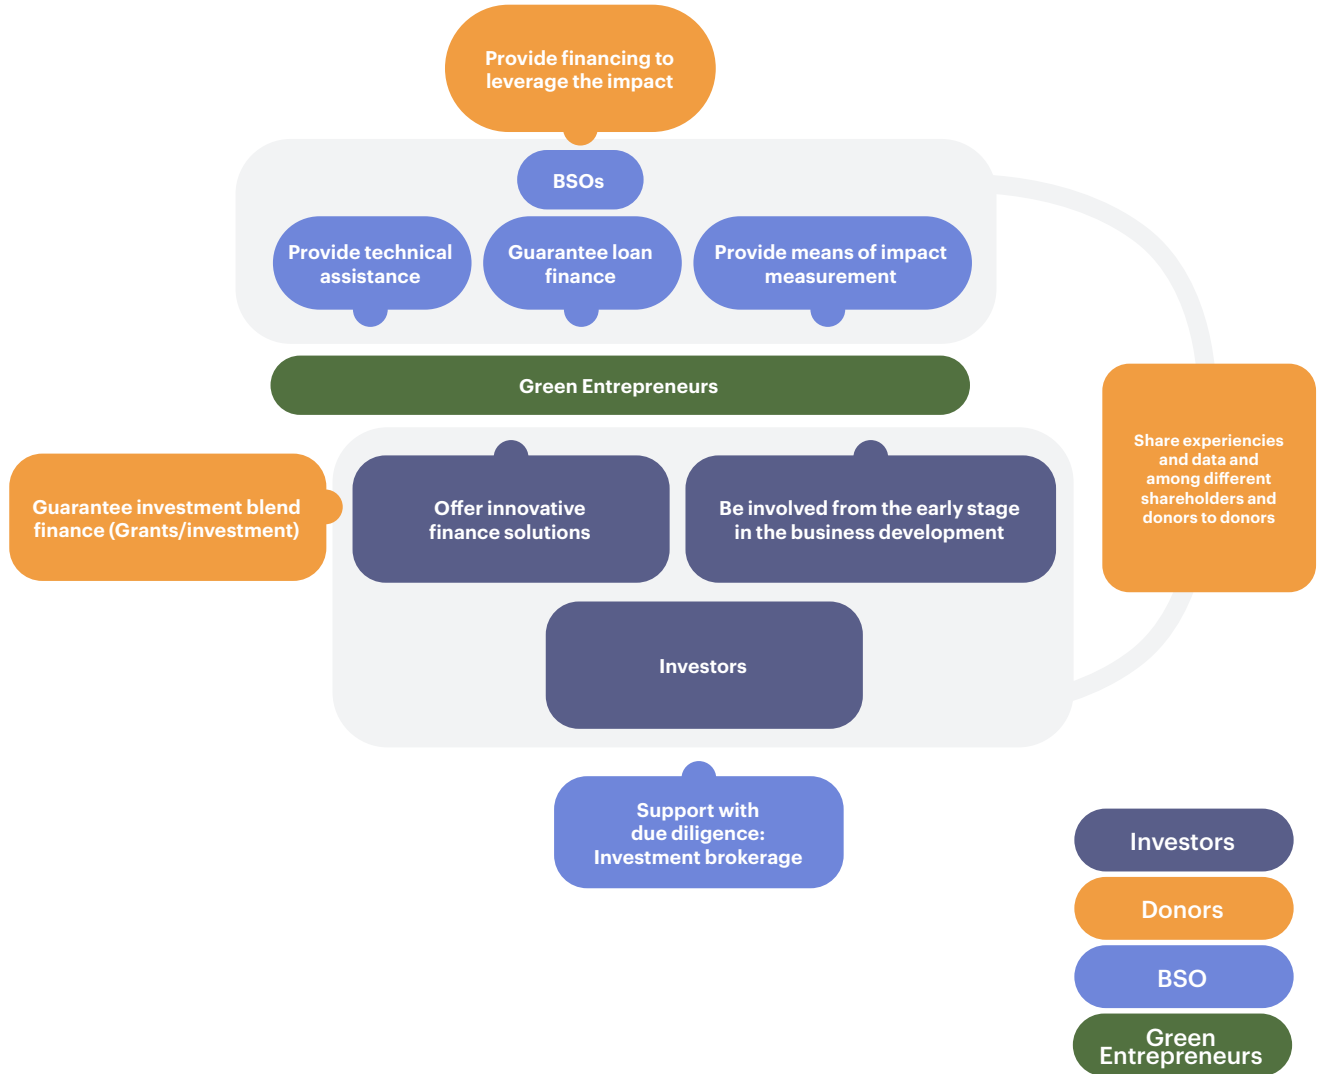 Provide financing to
leverage the impact
BSOs
Provide technical
assistance
Guarantee loan
finance
Provide means of impact
measurement
Green Entrepreneurs
Guarantee investment blend
finance (Grants/investment)
Offer innovative
finance solutions
Be involved from the early stage
in the business development
Share experiencies
and data and
among different
shareholders and
donors to donors
Investors
Support with
due diligence:
Investment brokerage
Investors
Donors
BSO
Green
Entrepreneurs